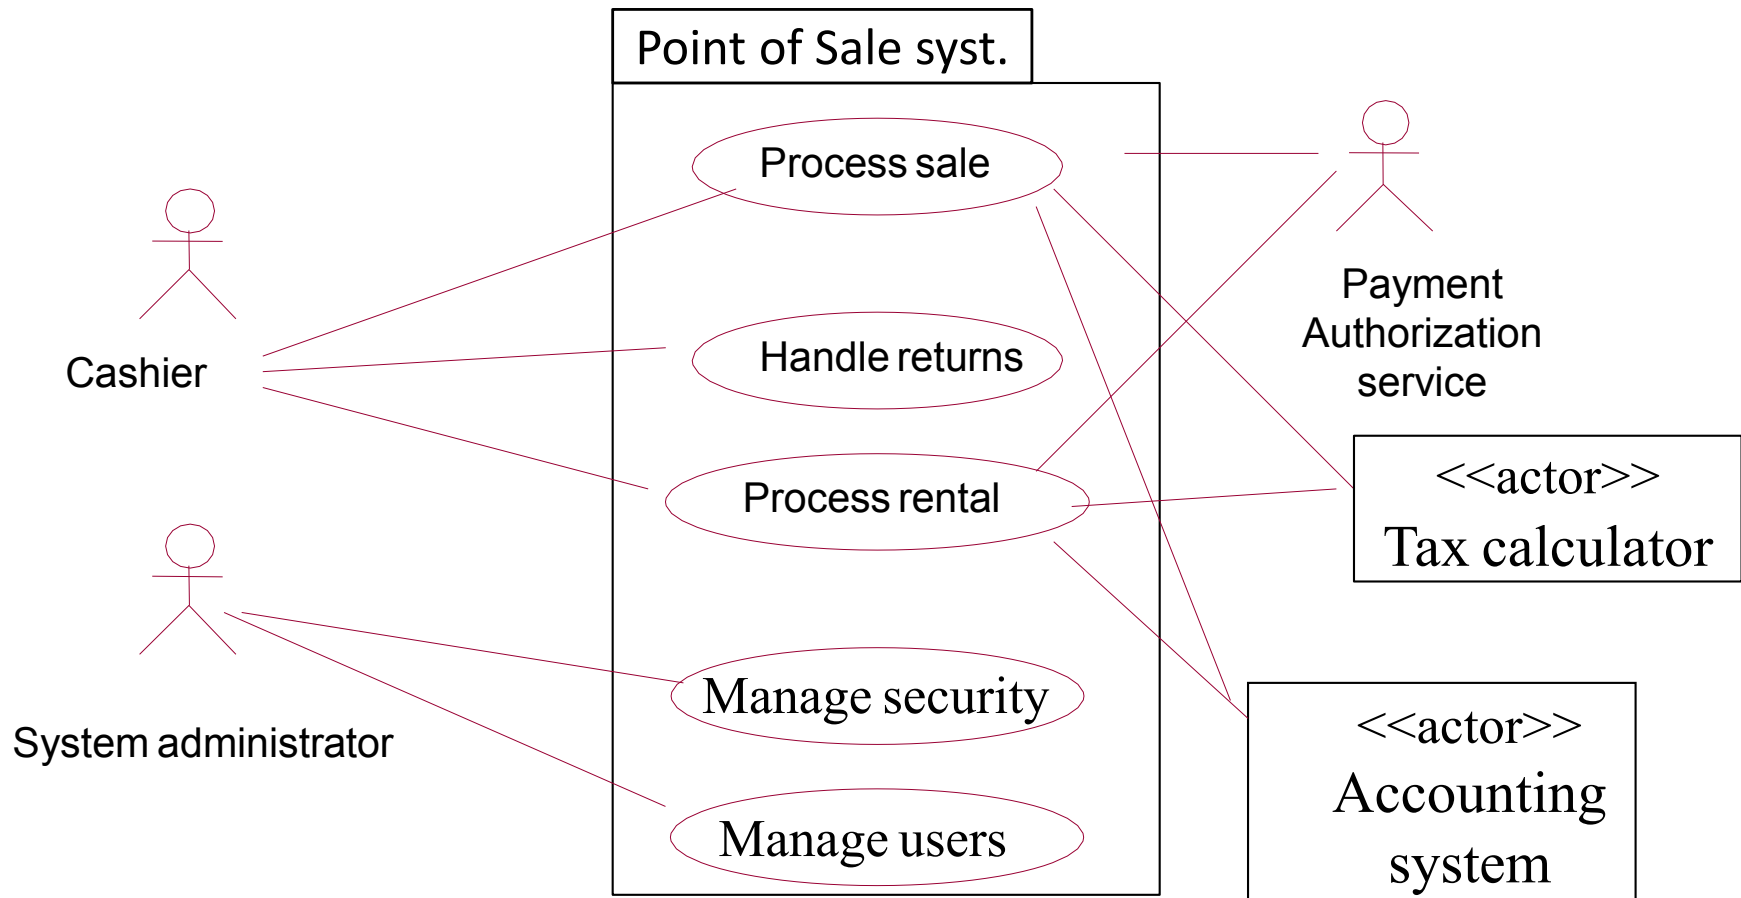 Point of Sale syst.
Process sale
Handle returns
Process rental
Manage security
Manage users
Cashier
System administrator
Payment
Authorization
service
<<actor>>
Tax calculator
<<actor>>
Accounting
system